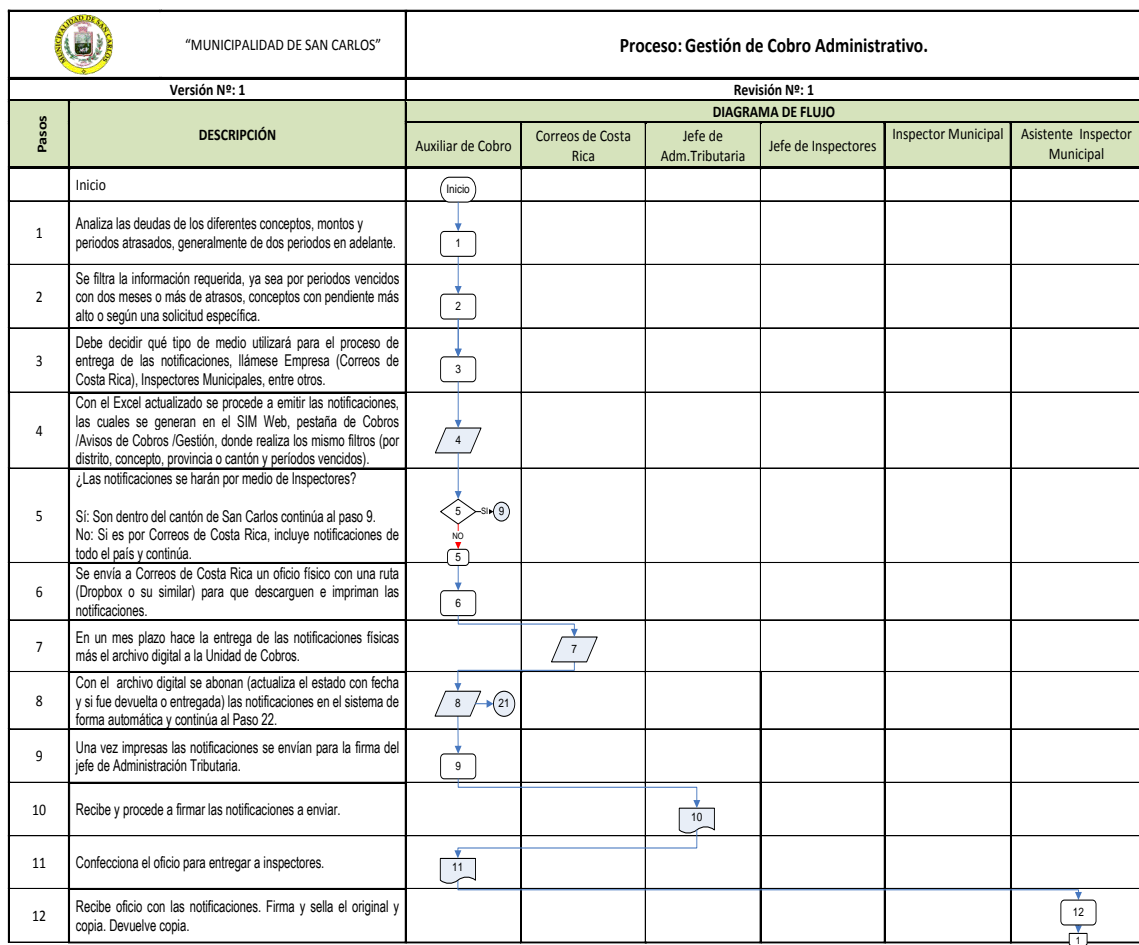 MUNICIPALIDAD DE SAN CARLOS
“MUNICIPALIDAD DE SAN CARLOS”
Proceso: Gestión de Cobro Administrativo.
Versión Nº: 1
Revisión Nº: 1
Pasos
DESCRIPCIÓN
DIAGRAMA DE FLUJO
Auxiliar de Cobro
Correos de Costa
Rica
Jefe de
Adm.Tributaria
Jefe de Inspectores
Inspector Municipal
Asistente Inspector
Municipal
Inicio
Inicio
1
Analiza las deudas de los diferentes conceptos, montos y
periodos atrasados, generalmente de dos periodos en adelante.
1
2
Se filtra la información requerida, ya sea por periodos vencidos
con dos meses o más de atrasos, conceptos con pendiente más
alto o según una solicitud específica.
2
3
Debe decidir qué tipo de medio utilizará para el proceso de
entrega de las notificaciones, llámese Empresa (Correos de
Costa Rica), Inspectores Municipales, entre otros.
3
4
Con el Excel actualizado se procede a emitir las notificaciones,
las cuales se generan en el SIM Web, pestaña de Cobros
/Avisos de Cobros /Gestión, donde realiza los mismo filtros (por
distrito, concepto, provincia o cantón y períodos vencidos).
4
5
¿Las notificaciones se harán por medio de Inspectores?
Sí: Son dentro del cantón de San Carlos continúa al paso 9.
No: Si es por Correos de Costa Rica, incluye notificaciones de
todo el país y continúa.
5
SI
9
NO
5
6
Se envía a Correos de Costa Rica un oficio físico con una ruta
(Dropbox o su similar) para que descarguen e impriman las
notificaciones.
6
7
En un mes plazo hace la entrega de las notificaciones físicas
más el archivo digital a la Unidad de Cobros.
7
8
Con el archivo digital se abonan (actualiza el estado con fecha
y si fue devuelta o entregada) las notificaciones en el sistema de
forma automática y continúa al Paso 22.
8
21
9
Una vez impresas las notificaciones se envían para la firma del
jefe de Administración Tributaria.
9
10
Recibe y procede a firmar las notificaciones a enviar.
10
11
Confecciona el oficio para entregar a inspectores.
11
12
Recibe oficio con las notificaciones. Firma y sella el original y
copia. Devuelve copia.
12
1